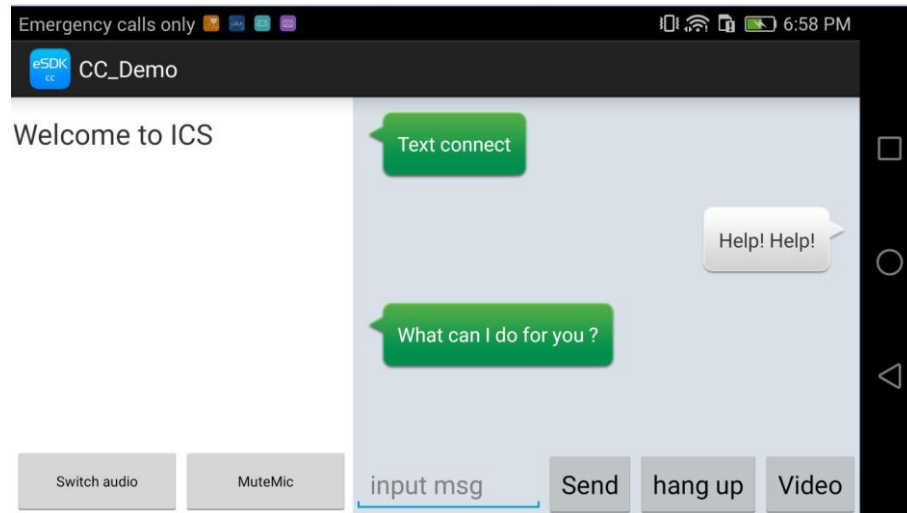 Emergency calls only
6:58 PM
eSDK
CC
CC_Demo
Welcome to ICS
Text connect
Help! Help!
What can I do for you ?
Switch audio
MuteMic
input msg
Send
hang up
Video